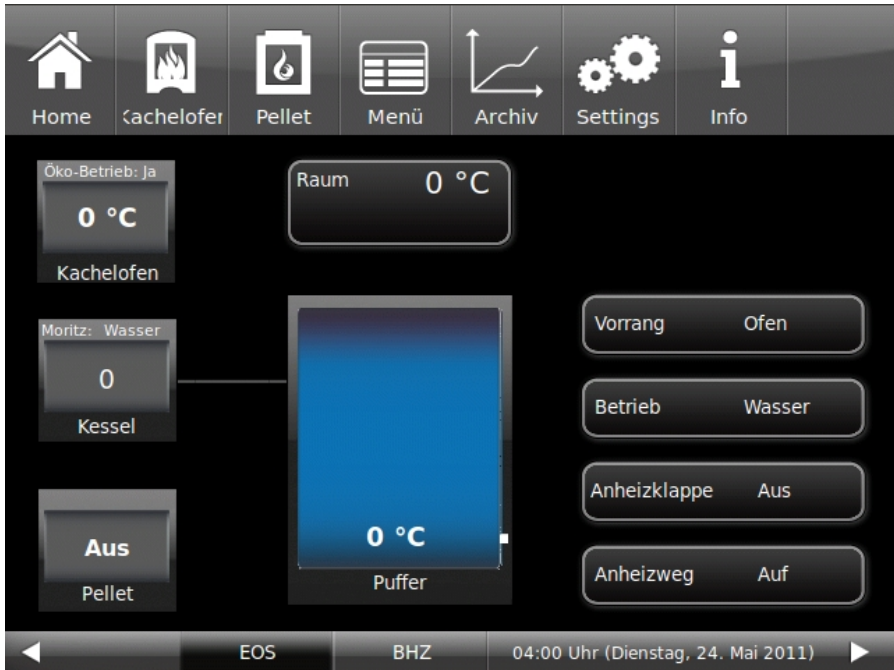 Home Kachelofen Pellet Menü Archiv Settings Info
Öko-Betrieb: Ja
0 °C
Kachelofen
Raum 0 °C
Moritz: Wasser
0
Kessel
Aus
Pellet
0 °C
Puffer
Vorrang Ofen
Betrieb Wasser
Anheizklappe Aus
Anheizweg Auf
EOS BHZ 04:00 Uhr (Dienstag, 24. Mai 2011)